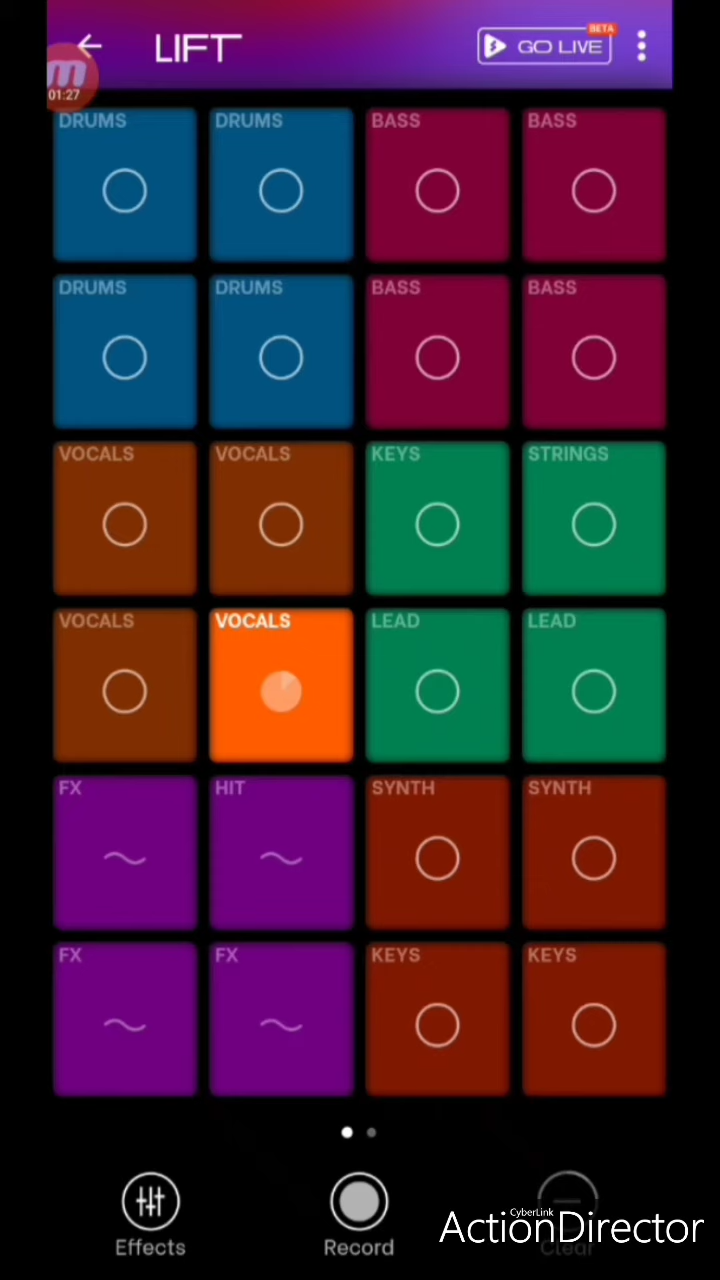 LIFT
BETA
GO LIVE
01:27
DRUMS DRUMS BASS BASS
DRUMS DRUMS BASS BASS
VOCALS VOCALS KEYS STRINGS
VOCALS VOCALS LEAD LEAD
FX HIT SYNTH SYNTH
FX FX KEYS KEYS
CyberLink
ActionDirector
Effects Record Clear